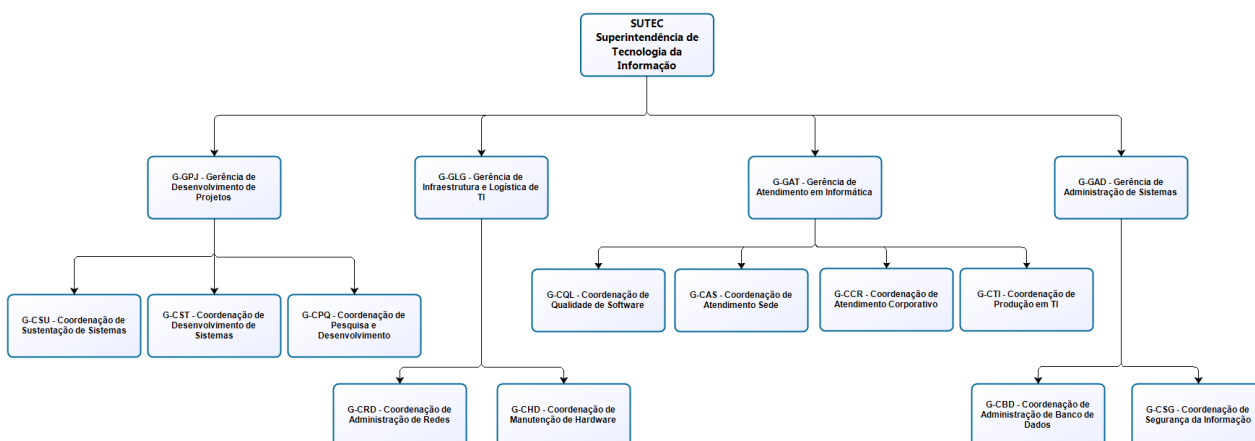 SUTEC
Superintendência de
Tecnologia da
Informação
G-GPJ - Gerência de
Desenvolvimento de
Projetos
G-GLG - Gerência de
Infraestrutura e Logística de
TI
G-GAT - Gerência de
Atendimento em Informática
G-GAD - Gerência de
Administração de Sistemas
G-CSU - Coordenação de
Sustentação de Sistemas
G-CST - Coordenação de
Desenvolvimento de
Sistemas
G-CPQ - Coordenação de
Pesquisa e
Desenvolvimento
G-CQL - Coordenação de
Qualidade de Software
G-CAS - Coordenação de
Atendimento Sede
G-CCR - Coordenação de
Atendimento Corporativo
G-CTI - Coordenação de
Produção em TI
G-CRD - Coordenação de
Administração de Redes
G-CHD - Coordenação de
Manutenção de Hardware
G-CBD - Coordenação de
Administração de Banco de
Dados
G-CSG - Coordenação de
Segurança da Informação